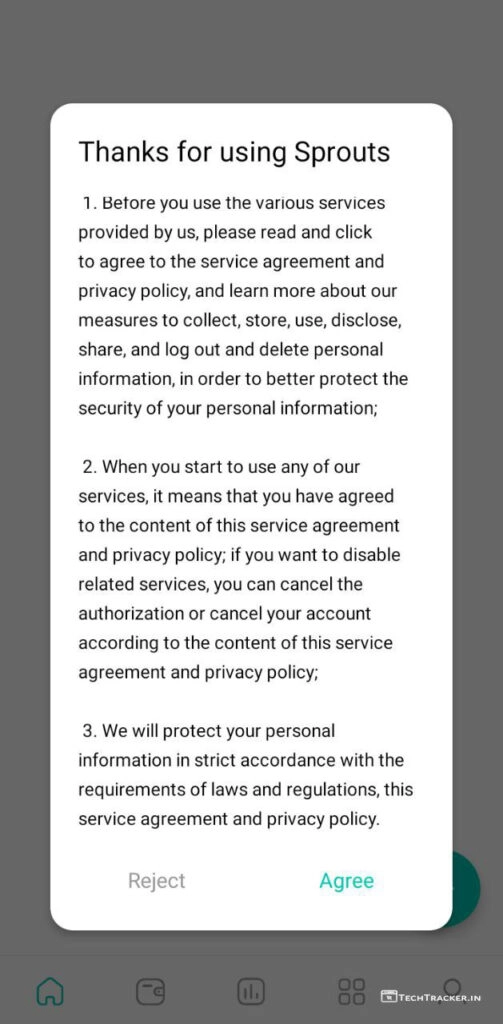 Thanks for using Sprouts
1. Before you use the various services
provided by us, please read and click
to agree to the service agreement and
privacy policy, and learn more about our
measures to collect, store, use, disclose,
share, and log out and delete personal
information, in order to better protect the
security of your personal information;
2. When you start to use any of our
services, it means that you have agreed
to the content of this service agreement
and privacy policy; if you want to disable
related services, you can cancel the
authorization or cancel your account
according to the content of this service
agreement and privacy policy;
3. We will protect your personal
information in strict accordance with the
requirements of laws and regulations, this
service agreement and privacy policy.
Reject Agree
TECHTRACKER.IN